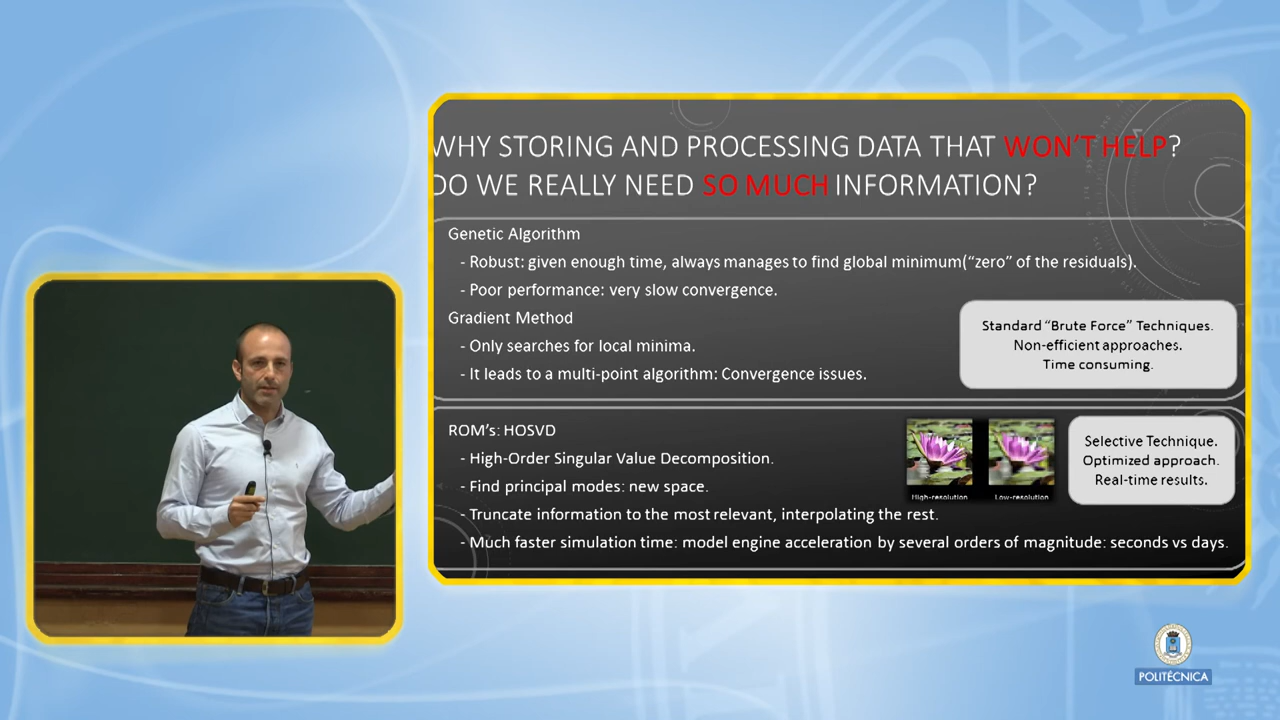 WHY STORING AND PROCESSING DATA THAT WON'T HELP?
DO WE REALLY NEED SO MUCH INFORMATION?
Genetic Algorithm
- Robust: given enough time, always manages to find global minimum(“zero” of the residuals).
- Poor performance: very slow convergence.
Gradient Method
- Only searches for local minima.
- It leads to a multi-point algorithm: Convergence issues.
Standard “Brute Force” Techniques.
Non-efficient approaches.
Time consuming.
ROM's: HOSVD
- High-Order Singular Value Decomposition.
- Find principal modes: new space.
- Truncate information to the most relevant, interpolating the rest.
- Much faster simulation time: model engine acceleration by several orders of magnitude: seconds vs days.
High-resolution
Low-resolution
Selective Technique.
Optimized approach.
Real-time results.
POLITÉCNICA